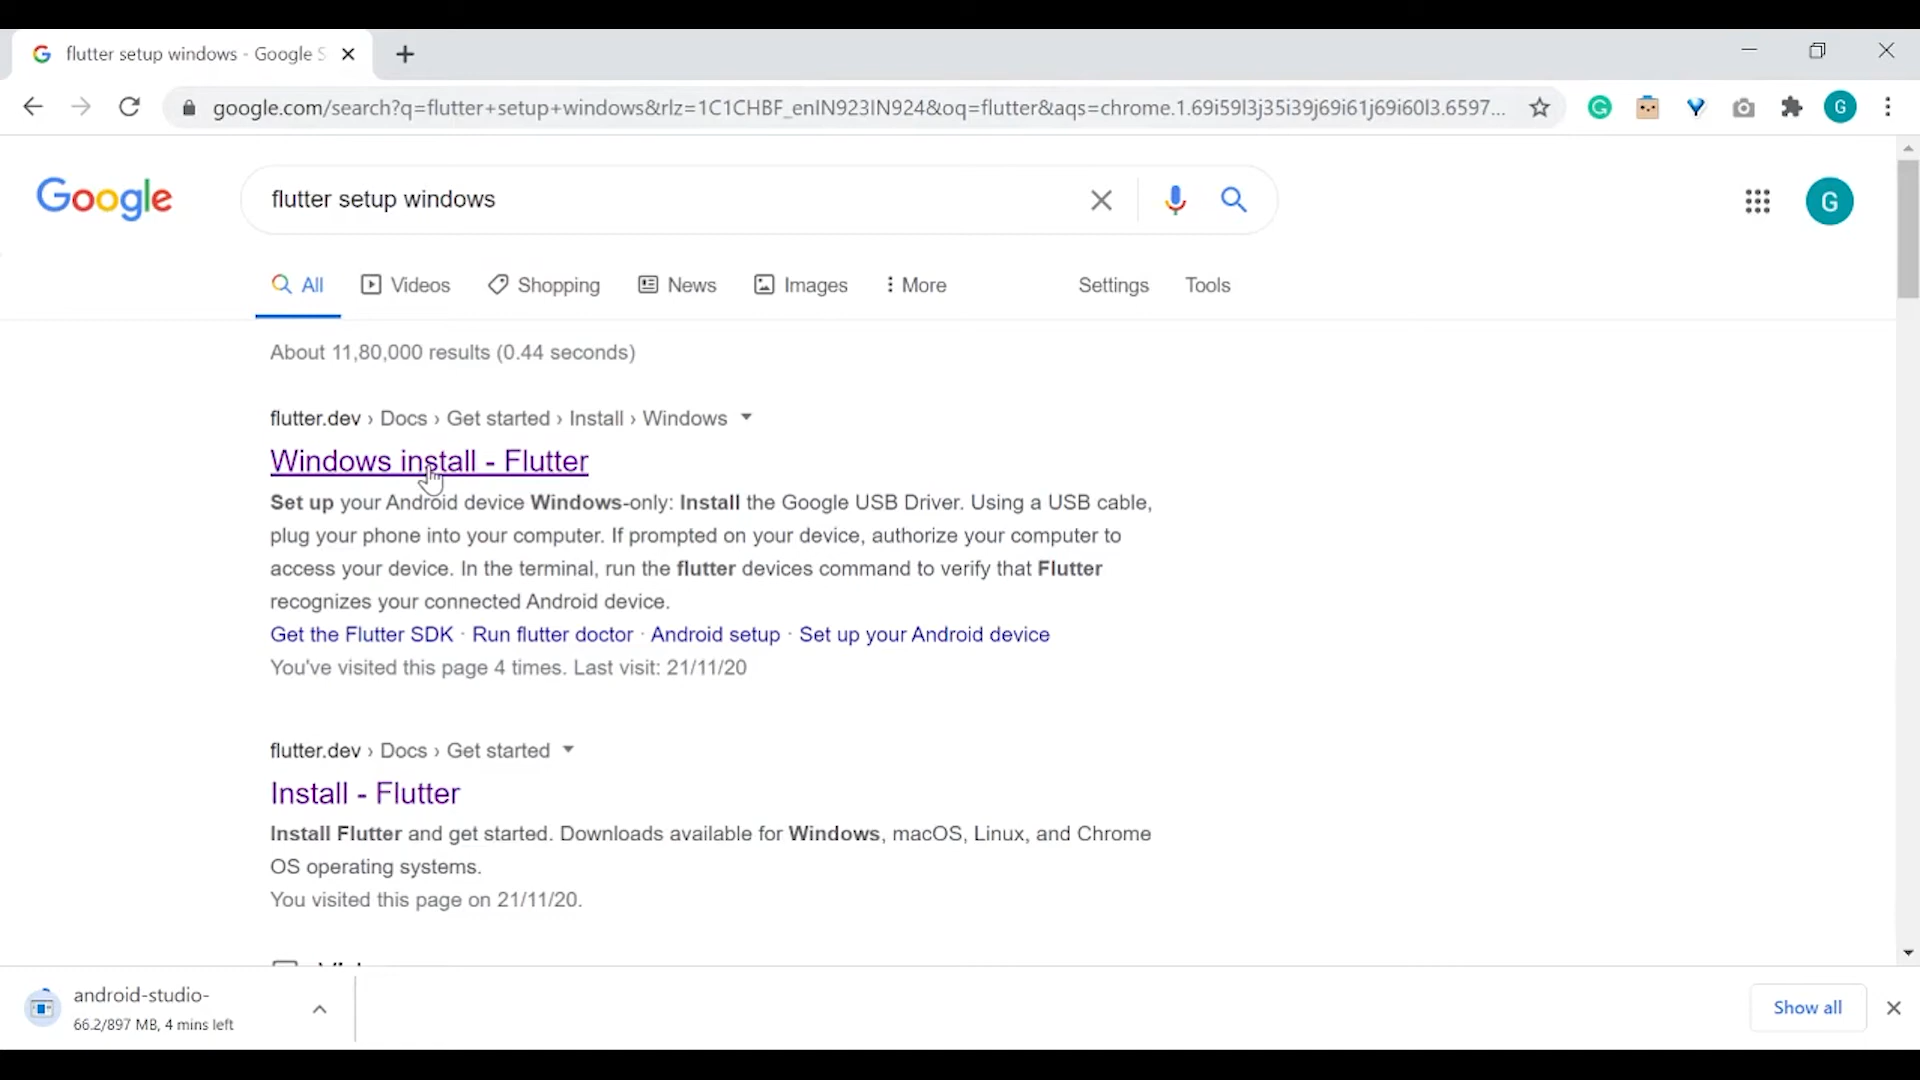 flutter setup windows - Google S
google.com/search?q=flutter+setup+windows&rlz=1C1CHBF_enIN923IN924&oq=flutter&aqs=chrome.1.69i59l3j35i39j69i61j69i60l3.6597...
G
Google
flutter setup windows
G
All Videos Shopping News Images More Settings Tools
About 11,80,000 results (0.44 seconds)
flutter.dev › Docs › Get started › Install › Windows
Windows install - Flutter
Set up your Android device Windows-only: Install the Google USB Driver. Using a USB cable,
plug your phone into your computer. If prompted on your device, authorize your computer to
access your device. In the terminal, run the flutter devices command to verify that Flutter
recognizes your connected Android device.
Get the Flutter SDK · Run flutter doctor · Android setup · Set up your Android device
You've visited this page 4 times. Last visit: 21/11/20
flutter.dev › Docs › Get started
Install - Flutter
Install Flutter and get started. Downloads available for Windows, macOS, Linux, and Chrome
OS operating systems.
You visited this page on 21/11/20.
android-studio-
66.2/897 MB, 4 mins left
Show all